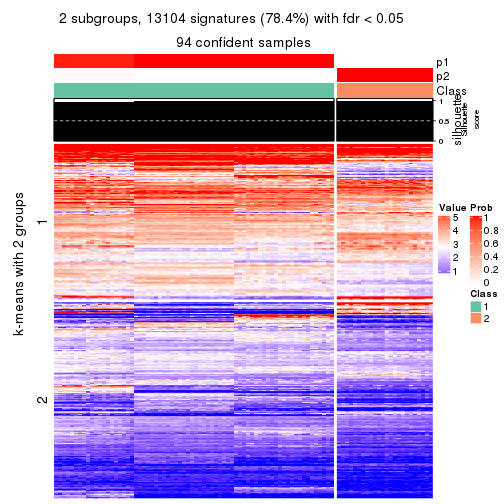 2 subgroups, 13104 signatures (78.4%) with fdr < 0.05
94 confident samples
p1
p2
Class
silhouette
1
0.5
0
Silhouette
score
k-means with 2 groups
1
2
Value
5
4
3
2
1
Prob
1
0.8
0.6
0.4
0.2
0
Class
1
2